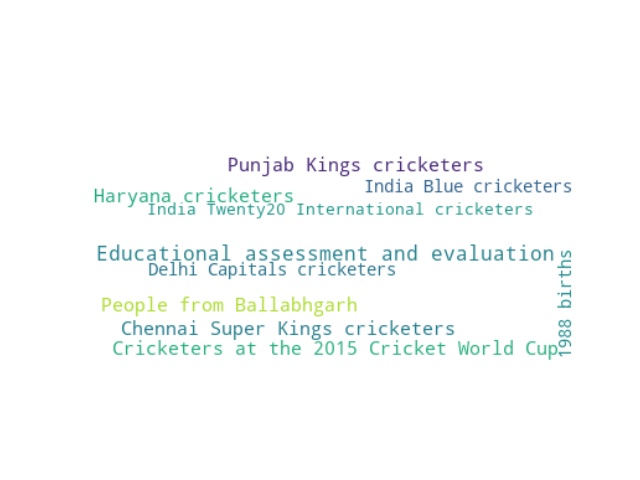 Punjab Kings cricketers
India Blue cricketers
Haryana cricketers
India Twenty20 International cricketers
Educational assessment and evaluation
Delhi Capitals cricketers
1988 births
People from Ballabhgarh
Chennai Super Kings cricketers
Cricketers at the 2015 Cricket World Cup